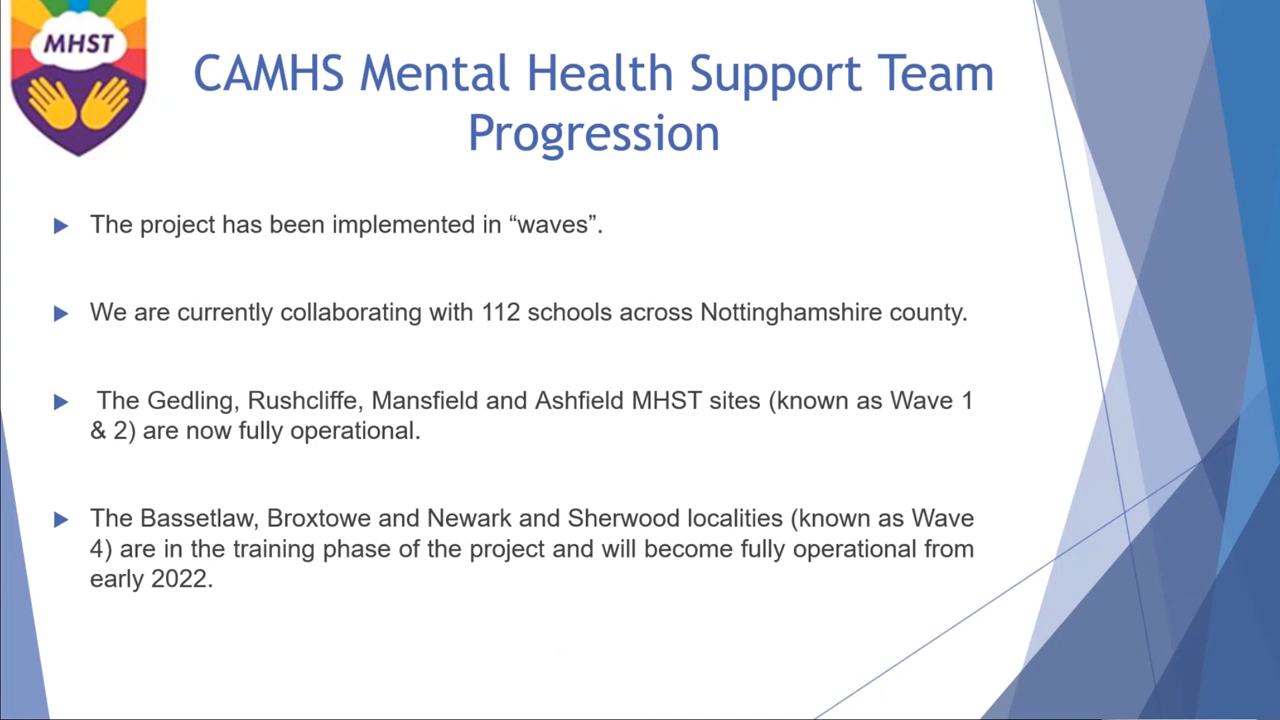 MHST
CAMHS Mental Health Support Team
Progression
The project has been implemented in “waves”.
We are currently collaborating with 112 schools across Nottinghamshire county.
The Gedling, Rushcliffe, Mansfield and Ashfield MHST sites (known as Wave 1
& 2) are now fully operational.
The Bassetlaw, Broxtowe and Newark and Sherwood localities (known as Wave
4) are in the training phase of the project and will become fully operational from
early 2022.